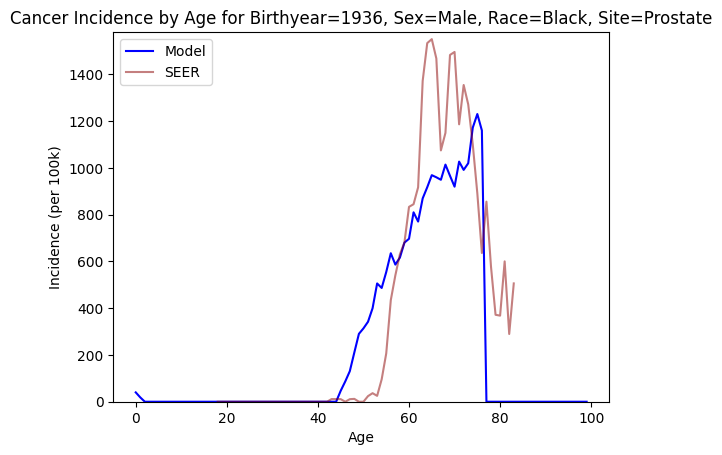 Cancer Incidence by Age for Birthyear=1936, Sex=Male, Race=Black, Site=Prostate
Model
SEER
Incidence (per 100k)
1400
1200
1000
800
600
400
200
0
0 20 40 60 80 100
Age